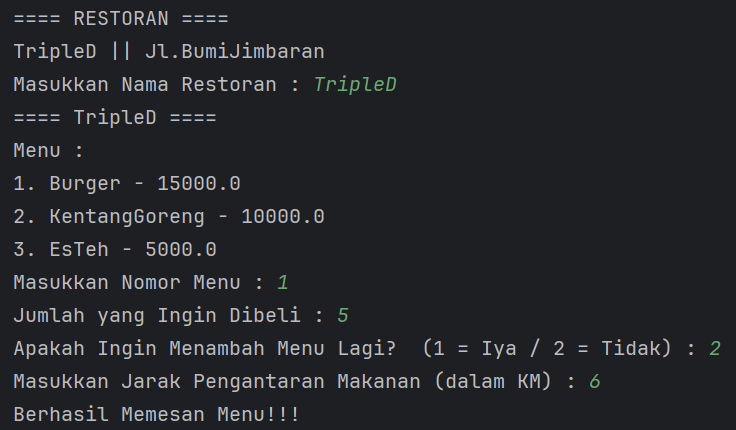 ==== RESTORAN ====
TripleD || Jl.BumiJimbaran
Masukkan Nama Restoran : TripleD
==== TripleD ====
Menu :
1. Burger - 15000.0
2. KentangGoreng - 10000.0
3. EsTeh - 5000.0
Masukkan Nomor Menu : 1
Jumlah yang Ingin Dibeli : 5
Apakah Ingin Menambah Menu Lagi?  (1 = Iya / 2 = Tidak) : 2
Masukkan Jarak Pengantaran Makanan (dalam KM) : 6
Berhasil Memesan Menu!!!